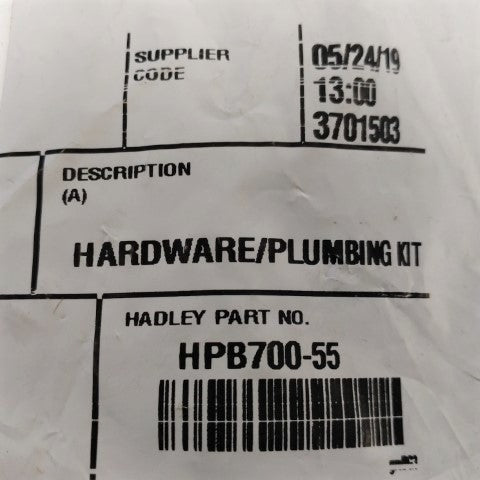 SUPPLIER
CODE
05/24/19
13:00
3701503
DESCRIPTION
(A)
HARDWARE/PLUMBING KIT
HADLEY PART NO.
HPB700-55